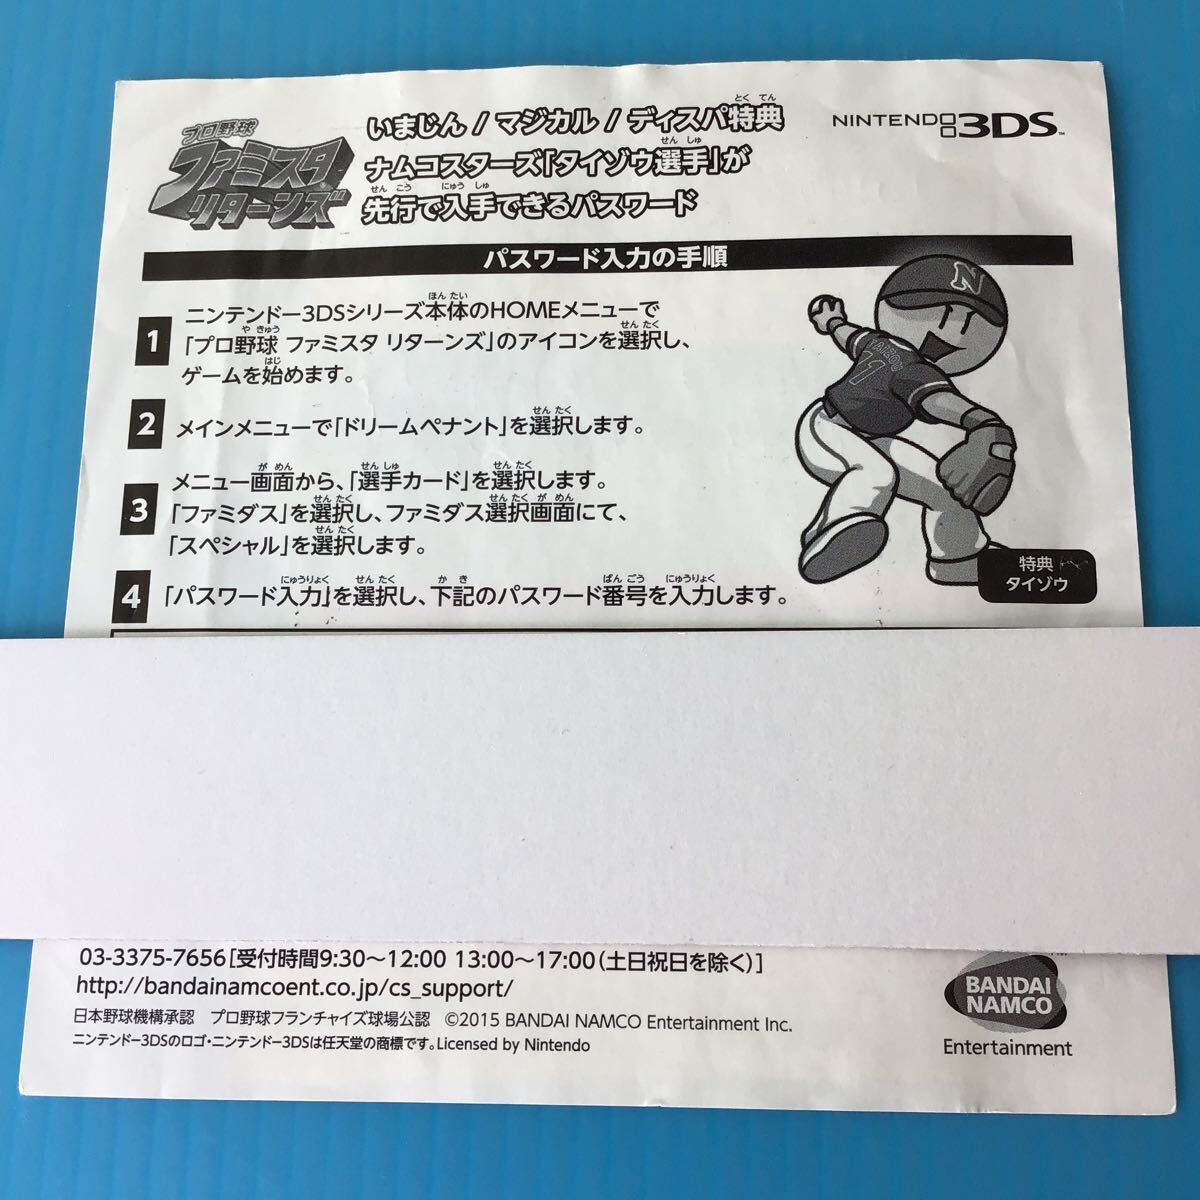 プロ野球
ファミスタ
リターンズ
いまじん/マジカル/ディスパ特典
ナムコスターズ「タイゾウ選手」が
先行で入手できるパスワード
NINTENDO 3DS™
パスワード入力の手順
1 ニンテンドー3DSシリーズ本体のHOMEメニューで
「プロ野球 ファミスタ リターンズ」のアイコンを選択し、
ゲームを始めます。
2 メインメニューで「ドリームペナント」を選択します。
3 メニュー画面から、「選手カード」を選択します。
「ファミダス」を選択し、ファミダス選択画面にて、
「スペシャル」を選択します。
4 「パスワード入力」を選択し、下記のパスワード番号を入力します。
N
TAIZOU
1
特典
タイゾウ
03-3375-7656[受付時間9:30～12:00 13:00～17:00(土日祝日を除く)]
http://bandainamcoent.co.jp/cs_support/
日本野球機構承認 プロ野球フランチャイズ球場公認 ©2015 BANDAI NAMCO Entertainment Inc.
ニンテンドー3DSのロゴ・ニンテンドー3DSは任天堂の商標です。Licensed by Nintendo
BANDAI
NAMCO
Entertainment